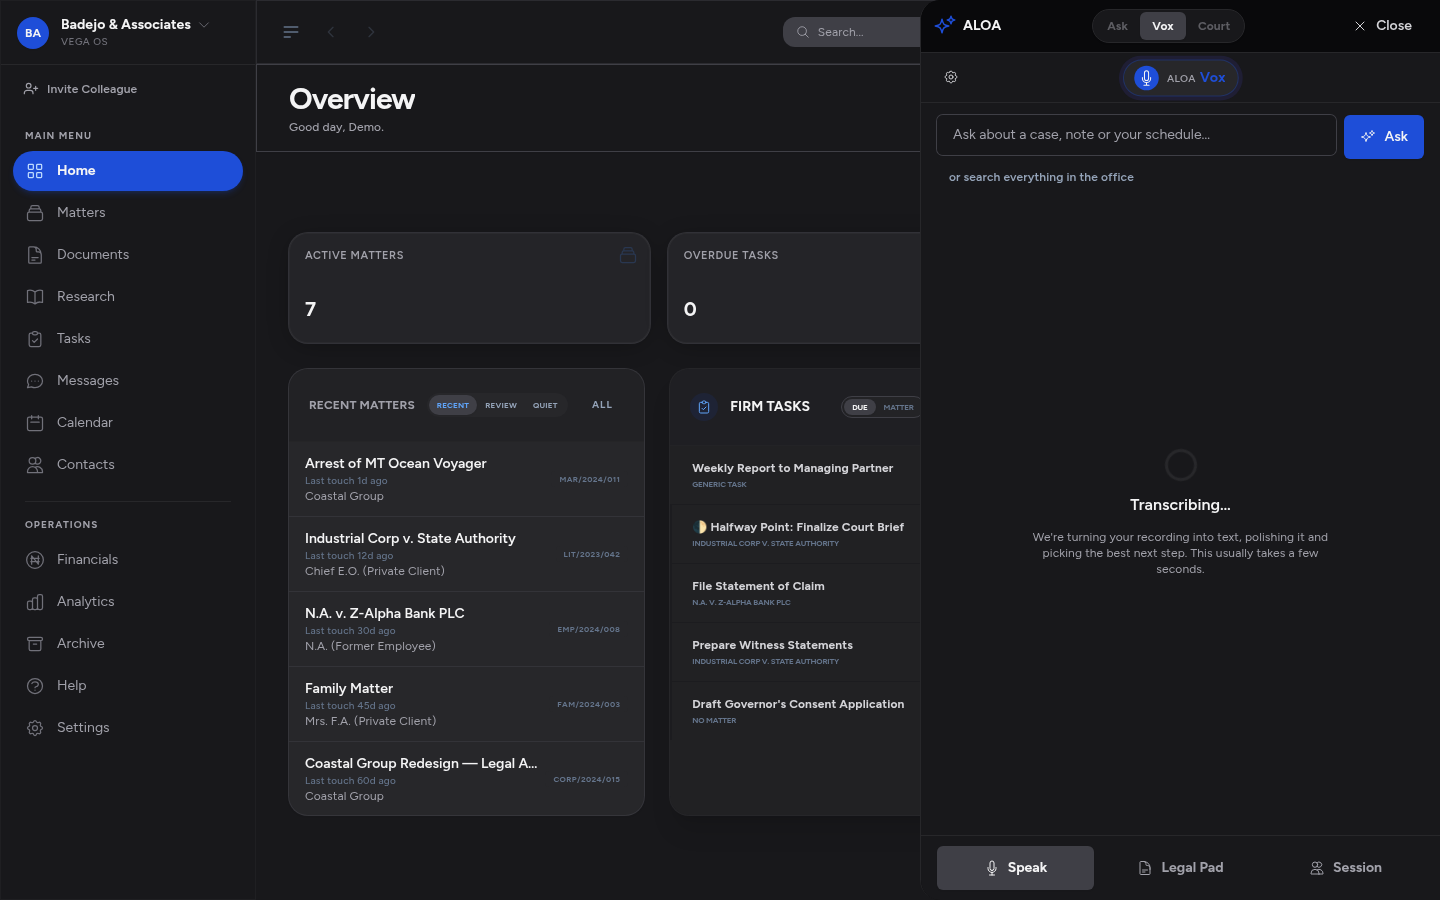 BA
Badejo & Associates
VEGA OS
Invite Colleague
MAIN MENU
Home
Matters
Documents
Research
Tasks
Messages
Calendar
Contacts
OPERATIONS
Financials
Analytics
Archive
Help
Settings
Search...
Overview
Good day, Demo.
ACTIVE MATTERS
7
OVERDUE TASKS
0
RECENT MATTERS
RECENT
REVIEW
QUIET
ALL
Arrest of MT Ocean Voyager
Last touch 1d ago
MAR/2024/011
Coastal Group
Industrial Corp v. State Authority
Last touch 12d ago
LIT/2023/042
Chief E.O. (Private Client)
N.A. v. Z-Alpha Bank PLC
Last touch 30d ago
EMP/2024/008
N.A. (Former Employee)
Family Matter
Last touch 45d ago
FAM/2024/003
Mrs. F.A. (Private Client)
Coastal Group Redesign — Legal A...
Last touch 60d ago
CORP/2024/015
Coastal Group
FIRM TASKS
DUE
MATTER
Weekly Report to Managing Partner
GENERIC TASK
🌓 Halfway Point: Finalize Court Brief
INDUSTRIAL CORP V. STATE AUTHORITY
File Statement of Claim
N.A. V. Z-ALPHA BANK PLC
Prepare Witness Statements
INDUSTRIAL CORP V. STATE AUTHORITY
Draft Governor's Consent Application
NO MATTER
ALOA
Ask
Vox
Court
Close
ALOA Vox
Ask about a case, note or your schedule...
Ask
or search everything in the office
Transcribing...
We're turning your recording into text, polishing it and
picking the best next step. This usually takes a few
seconds.
Speak
Legal Pad
Session